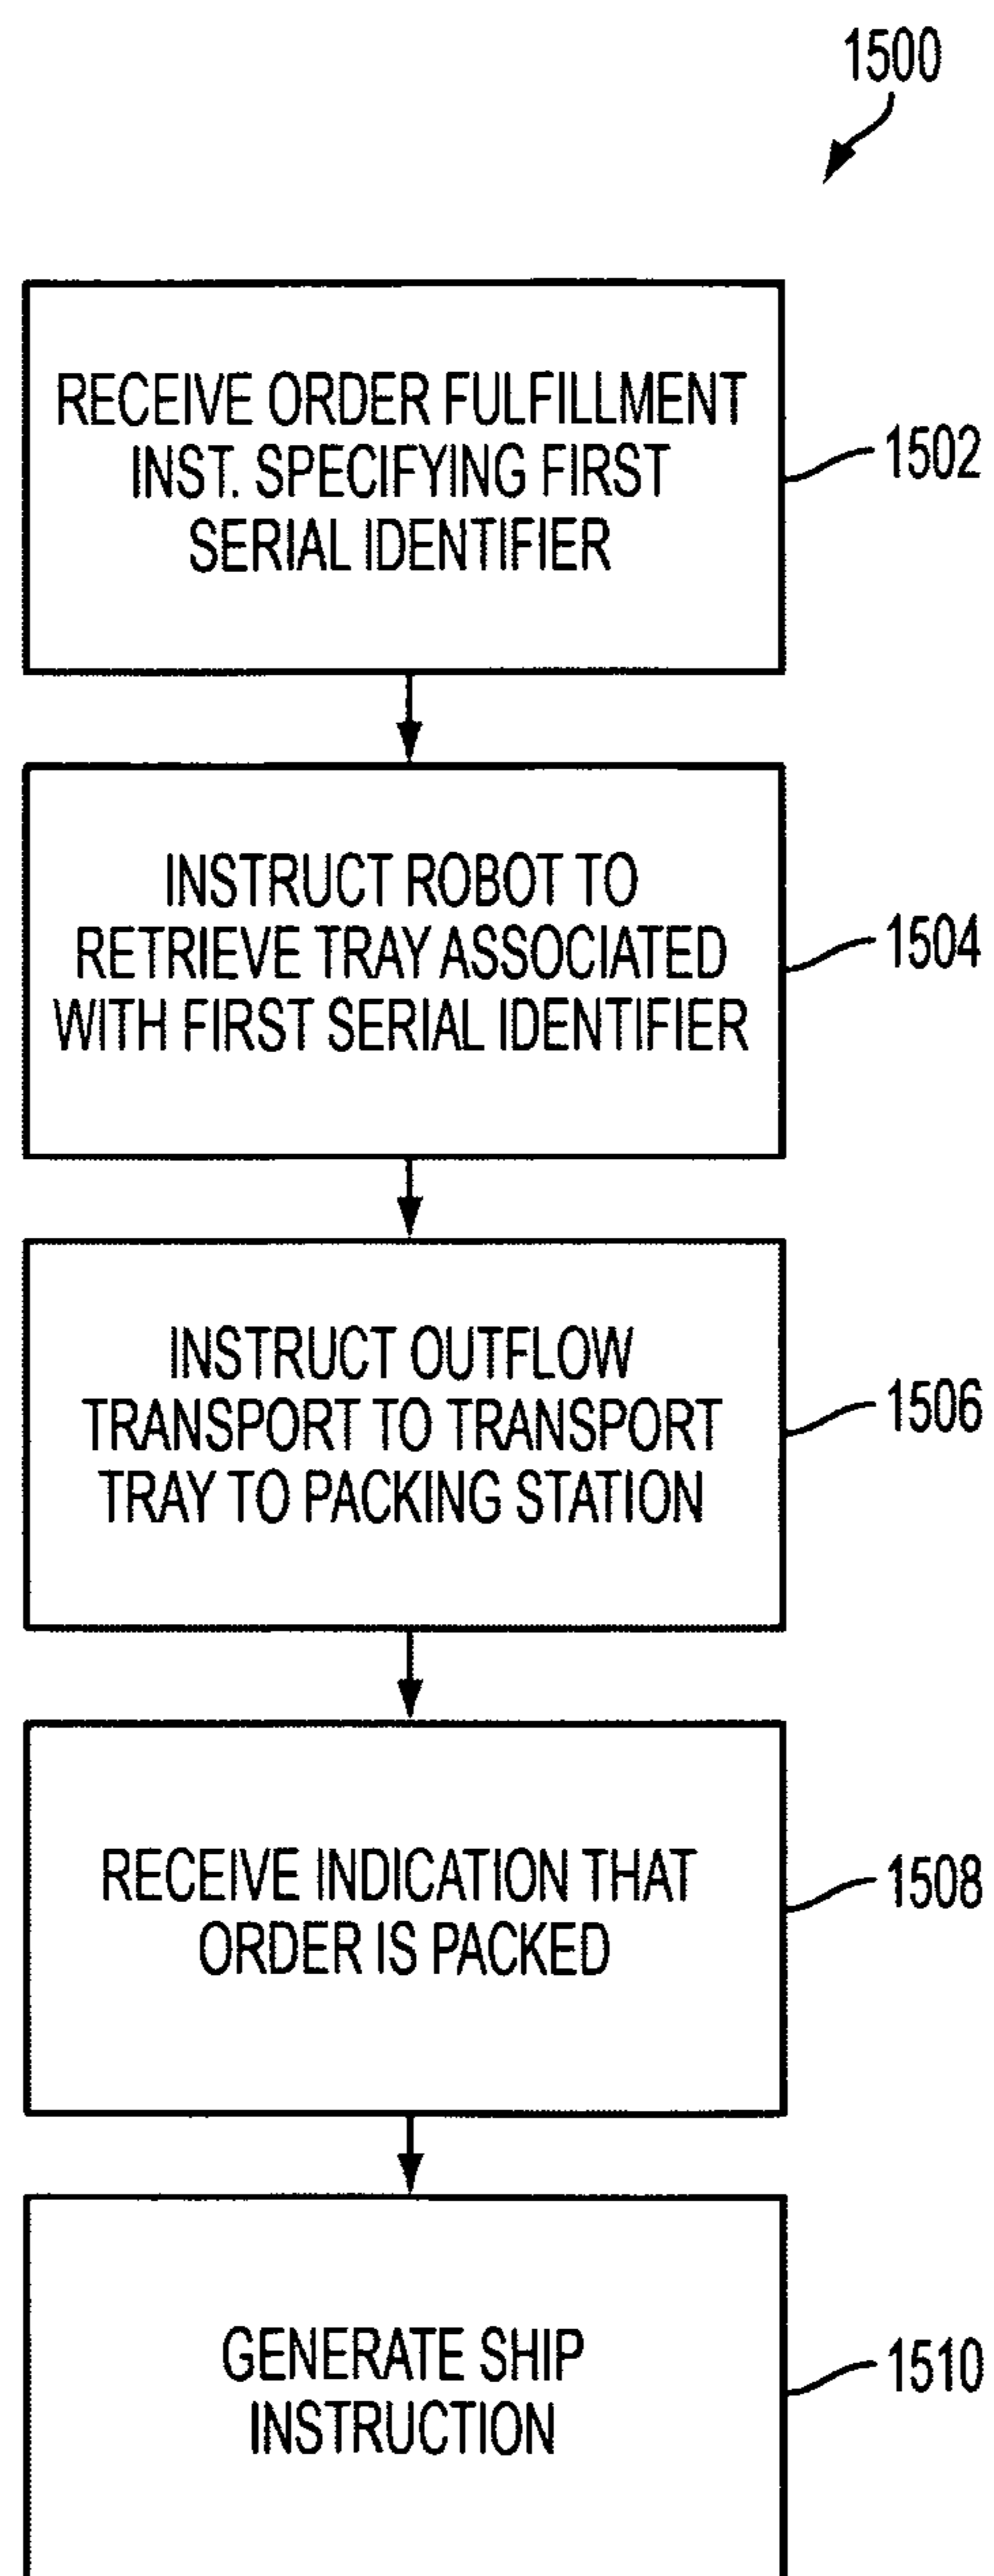 1500
RECEIVE ORDER FULFILLMENT
INST. SPECIFYING FIRST
SERIAL IDENTIFIER
1502
INSTRUCT ROBOT TO
RETRIEVE TRAY ASSOCIATED
WITH FIRST SERIAL IDENTIFIER
1504
INSTRUCT OUTFLOW
TRANSPORT TO TRANSPORT
TRAY TO PACKING STATION
1506
RECEIVE INDICATION THAT
ORDER IS PACKED
1508
GENERATE SHIP
INSTRUCTION
1510